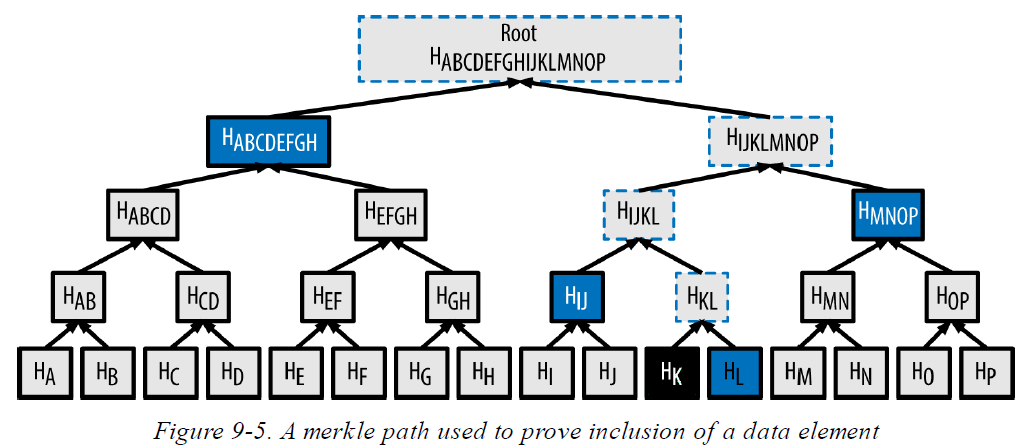 Root
HABCDEFGHIJKLMNOP
HABCDEFGH HIJKLMNOP
HABCD HEFGH HIJKL HMNOP
HAB HCD HEF HGH HIJ HKL HMN HOP
HA HB HC HD HE HF HG HH HI HJ HK HL HM HN HO HP
Figure 9-5. A merkle path used to prove inclusion of a data element